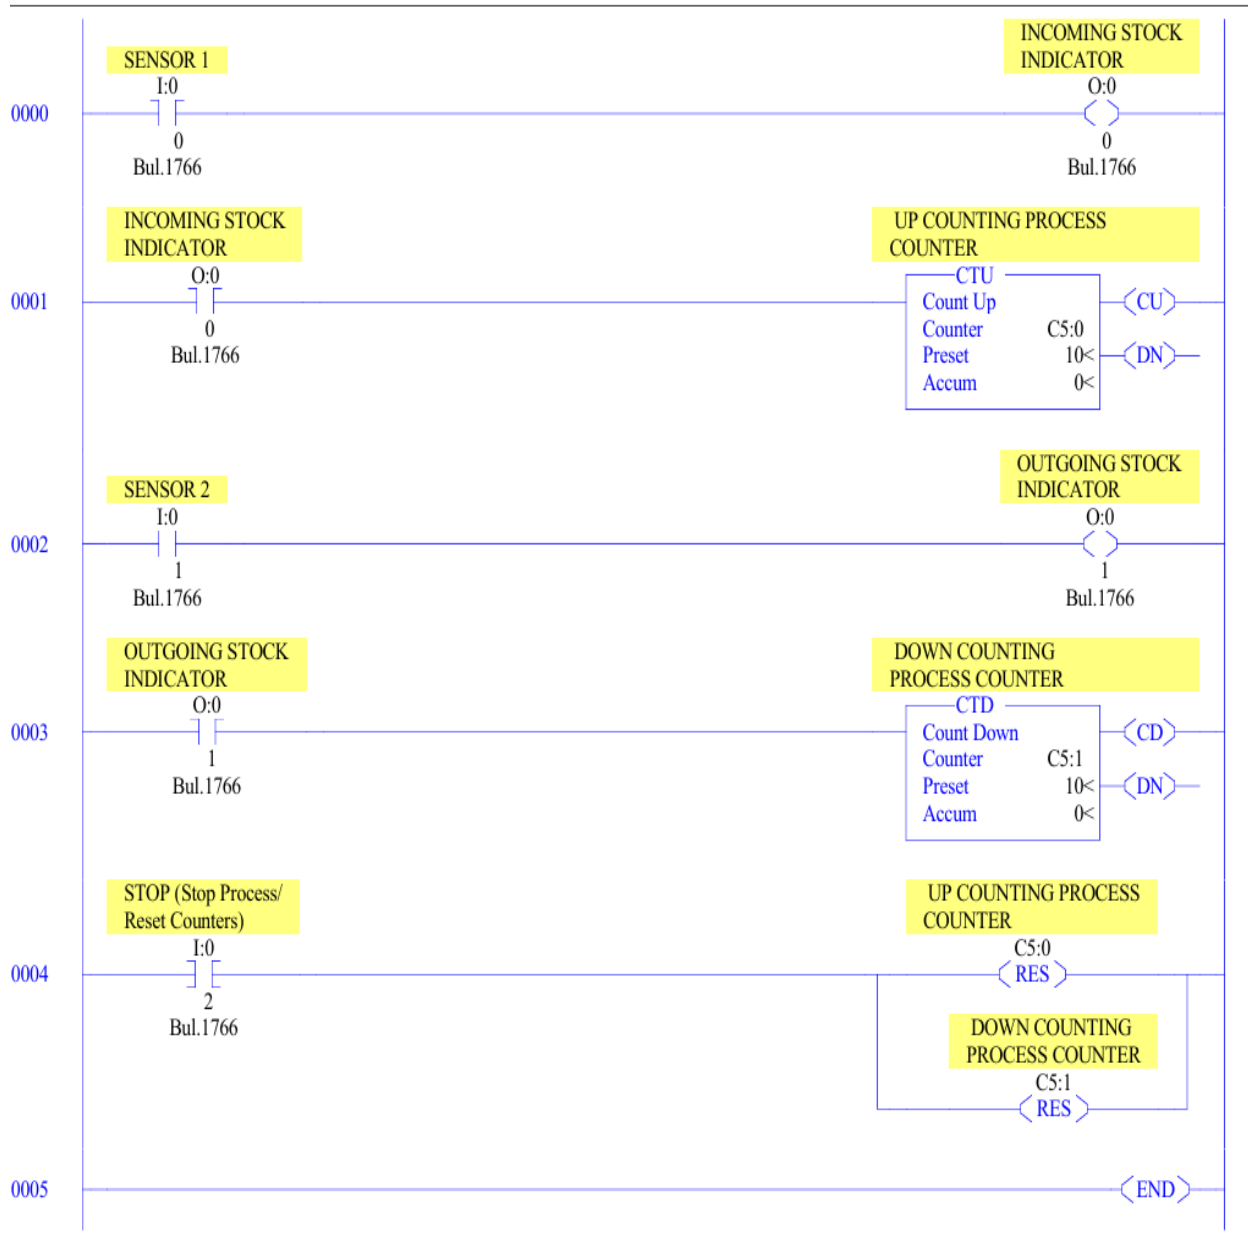 SENSOR 1
I:0
0
Bul.1766
INCOMING STOCK
INDICATOR
O:0
0
Bul.1766
0000
INCOMING STOCK
INDICATOR
O:0
0
Bul.1766
0001
UP COUNTING PROCESS
COUNTER
CTU
Count Up
Counter C5:0
Preset 10<
Accum 0<
CU
DN
SENSOR 2
I:0
1
Bul.1766
0002
OUTGOING STOCK
INDICATOR
O:0
1
Bul.1766
OUTGOING STOCK
INDICATOR
O:0
1
Bul.1766
0003
DOWN COUNTING
PROCESS COUNTER
CTD
Count Down
Counter C5:1
Preset 10<
Accum 0<
CD
DN
STOP (Stop Process/
Reset Counters)
I:0
2
Bul.1766
0004
UP COUNTING PROCESS
COUNTER
C5:0
RES
DOWN COUNTING
PROCESS COUNTER
C5:1
RES
0005
END